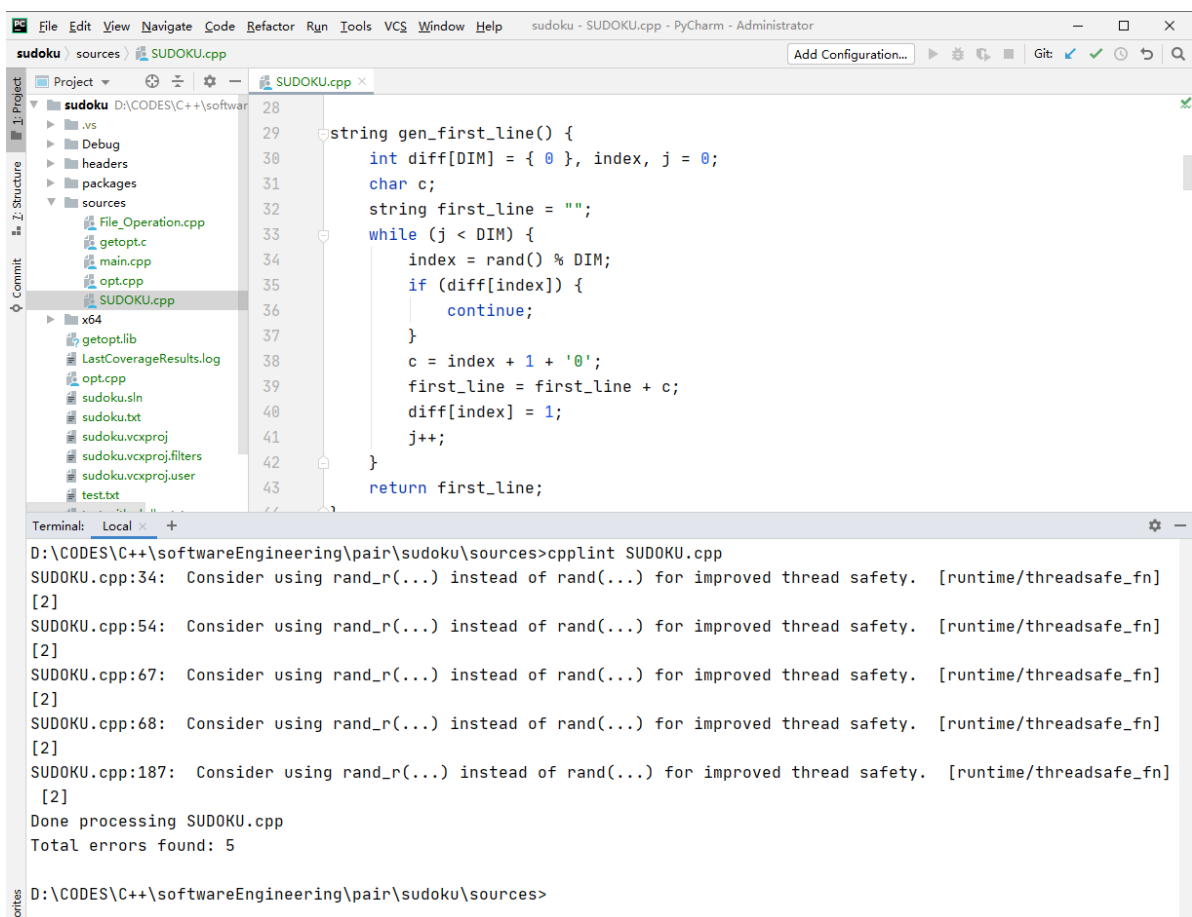 PC File Edit View Navigate Code Refactor Run Tools VCS Window Help sudoku - SUDOKU.cpp - PyCharm - Administrator
sudoku sources SUDOKU.cpp Add Configuration... Git:
1: Project
7: Structure
Commit
Project
sudoku D:\CODES\C++\softwar
.vs
Debug
headers
packages
sources
File_Operation.cpp
getopt.c
main.cpp
opt.cpp
SUDOKU.cpp
x64
getopt.lib
LastCoverageResults.log
opt.cpp
sudoku.sln
sudoku.txt
sudoku.vcxproj
sudoku.vcxproj.filters
sudoku.vcxproj.user
test.txt
SUDOKU.cpp
28
29 string gen_first_line() {
30     int diff[DIM] = { 0 }, index, j = 0;
31     char c;
32     string first_line = "";
33     while (j < DIM) {
34         index = rand() % DIM;
35         if (diff[index]) {
36             continue;
37         }
38         c = index + 1 + '0';
39         first_line = first_line + c;
40         diff[index] = 1;
41         j++;
42     }
43     return first_line;
44 }
Terminal: Local +
D:\CODES\C++\softwareEngineering\pair\sudoku\sources>cpplint SUDOKU.cpp
SUDOKU.cpp:34:  Consider using rand_r(...) instead of rand(...) for improved thread safety.  [runtime/threadsafe_fn]
[2]
SUDOKU.cpp:54:  Consider using rand_r(...) instead of rand(...) for improved thread safety.  [runtime/threadsafe_fn]
[2]
SUDOKU.cpp:67:  Consider using rand_r(...) instead of rand(...) for improved thread safety.  [runtime/threadsafe_fn]
[2]
SUDOKU.cpp:68:  Consider using rand_r(...) instead of rand(...) for improved thread safety.  [runtime/threadsafe_fn]
[2]
SUDOKU.cpp:187:  Consider using rand_r(...) instead of rand(...) for improved thread safety.  [runtime/threadsafe_fn]
[2]
Done processing SUDOKU.cpp
Total errors found: 5
D:\CODES\C++\softwareEngineering\pair\sudoku\sources>
orites